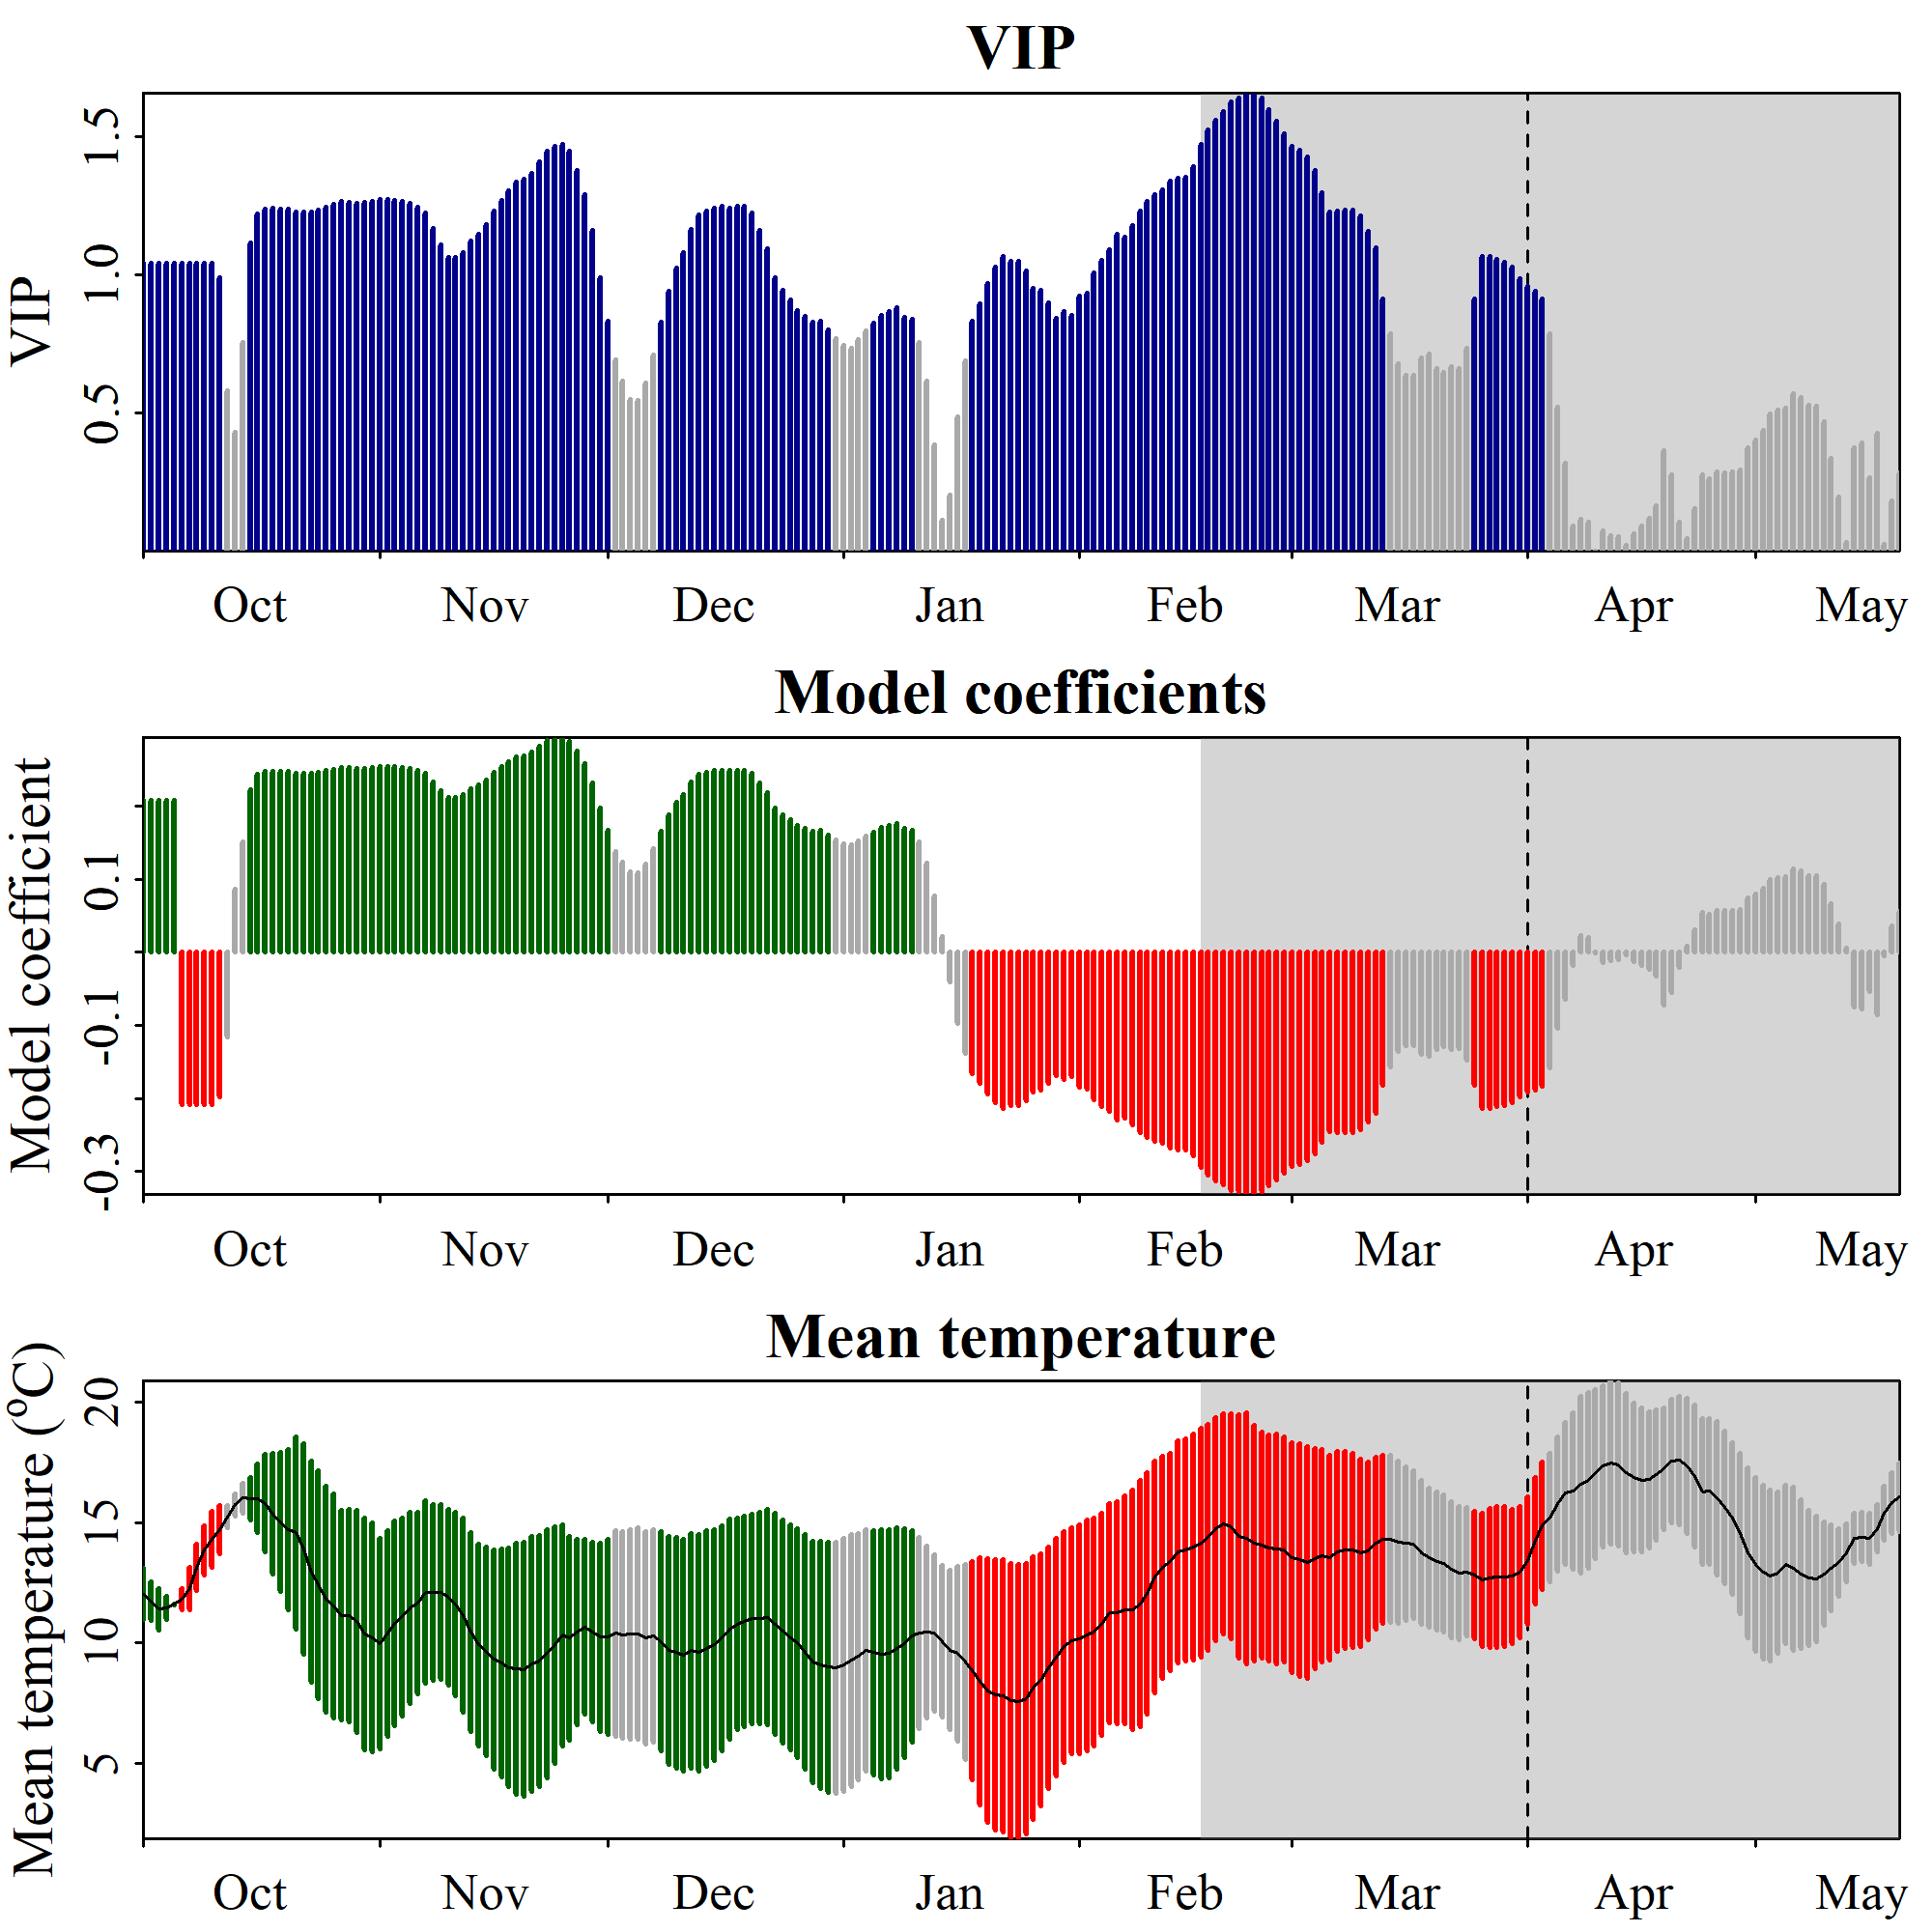 VIP
VIP
1.5
1.0
0.5
Oct Nov Dec Jan Feb Mar Apr May
Model coefficients
Model coefficient
0.1
-0.1
-0.3
Oct Nov Dec Jan Feb Mar Apr May
Mean temperature
Mean temperature (ºC)
20
15
10
5
Oct Nov Dec Jan Feb Mar Apr May